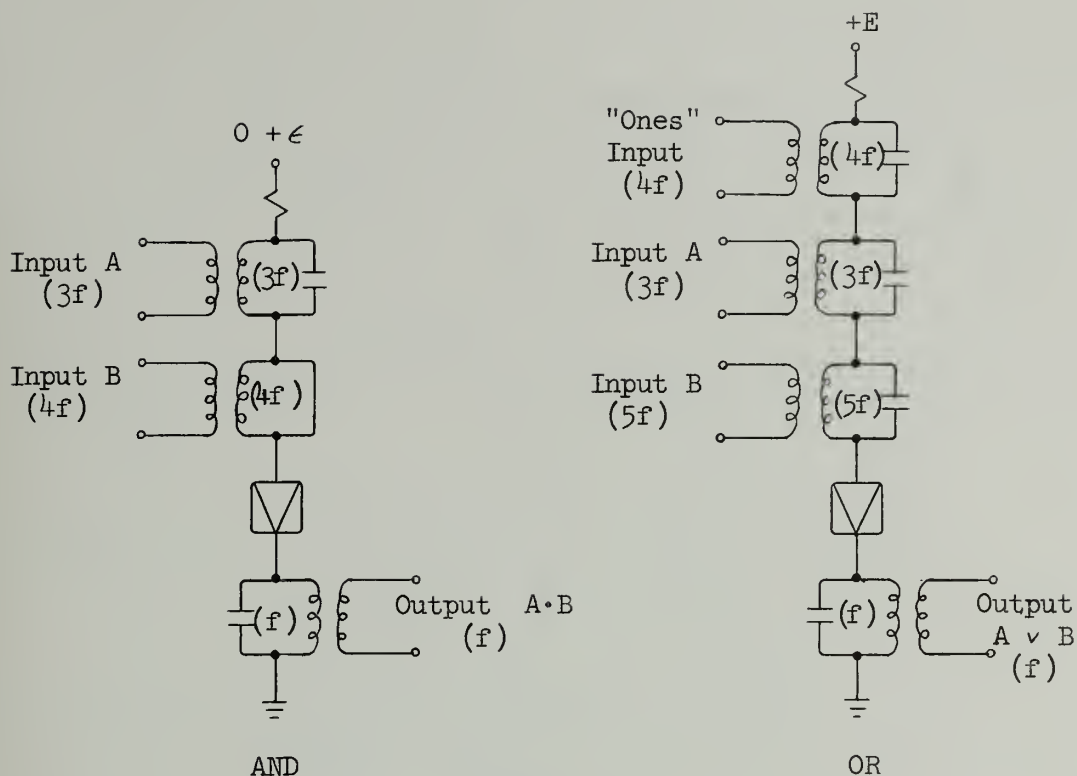 O + ϵ
Input A
(3f)
(3f)
Input B
(4f)
(4f)
(f)
Output A·B
(f)
AND
+E
"Ones"
Input
(4f)
(4f)
Input A
(3f)
(3f)
Input B
(5f)
(5f)
(f)
Output
A v B
(f)
OR